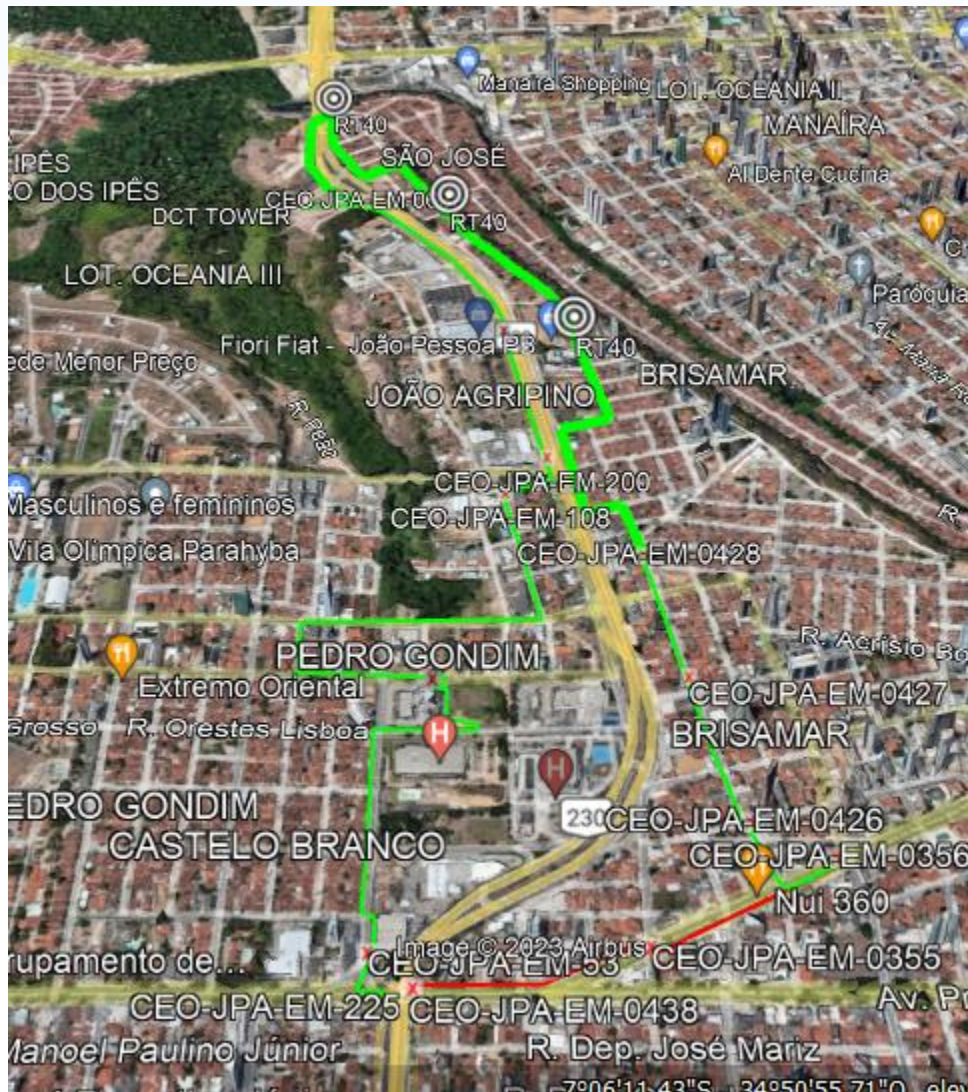 Manaira Shopping
LOT. OCEANIA II
RT40
MANAÍRA
SÃO JOSÉ
IPÊS
RO DOS IPÊS
Al Dente Cucina
CEO-JPA-EM-00
DCT TOWER
RT40
LOT. OCEANIA III
Paróquia
Fiori Fiat - João Pessoa PB
RT40
ede Menor Preço
BRISAMAR
JOÃO AGRIPINO
R. Peão
CEO-JPA-EM-200
Masculinos e femininos
CEO-JPA-EM-108
R.
Vila Olímpica Parahyba
CEO-JPA-EM-0428
R. Acrísio Bo
PEDRO GONDIM
Extremo Oriental
CEO-JPA-EM-0427
Grosso
R. Orestes Lisboa
H
BRISAMAR
H
EDRO GONDIM
230
CEO-JPA-EM-0426
CASTELO BRANCO
CEO-JPA-EM-0356
Nui 360
Image © 2023 Airbus
rupamento de...
CEO-JPA-EM-53
CEO-JPA-EM-0355
CEO-JPA-EM-225
CEO-JPA-EM-0438
Av. Pr
Manoel Paulino Júnior
R. Dep. José Mariz
7°06'11.43"S 34°50'55.71"O elev